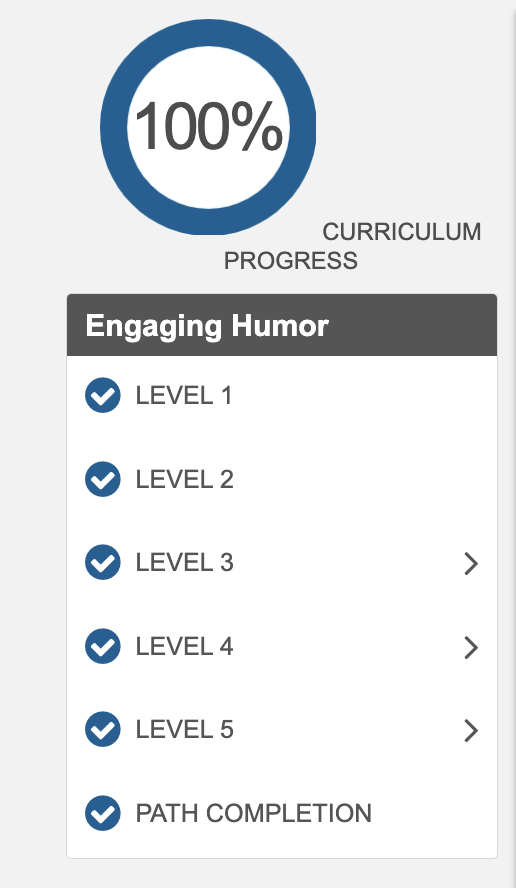 100%
CURRICULUM
PROGRESS
Engaging Humor
LEVEL 1
LEVEL 2
LEVEL 3
LEVEL 4
LEVEL 5
PATH COMPLETION